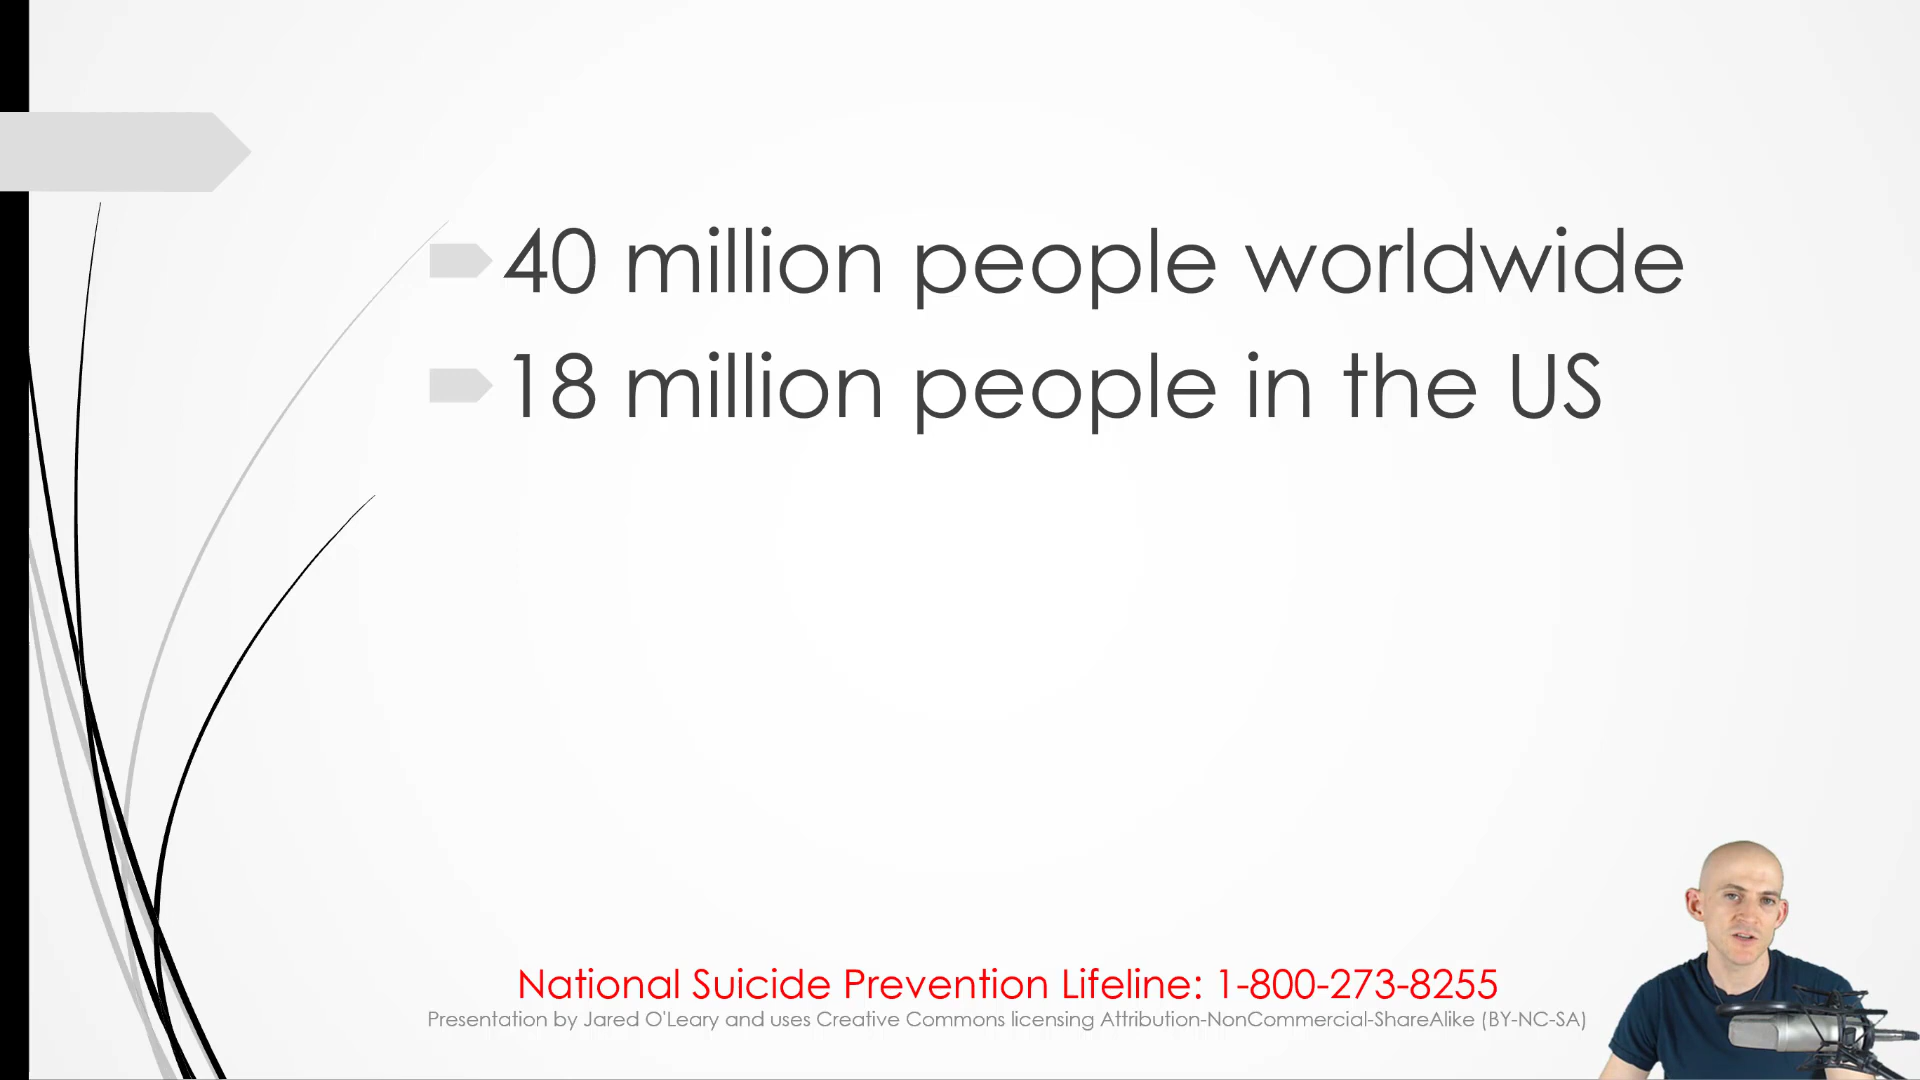 40 million people worldwide
18 million people in the US
National Suicide Prevention Lifeline: 1-800-273-8255
Presentation by Jared O'Leary and uses Creative Commons licensing Attribution-NonCommercial-ShareAlike (BY-NC-SA)